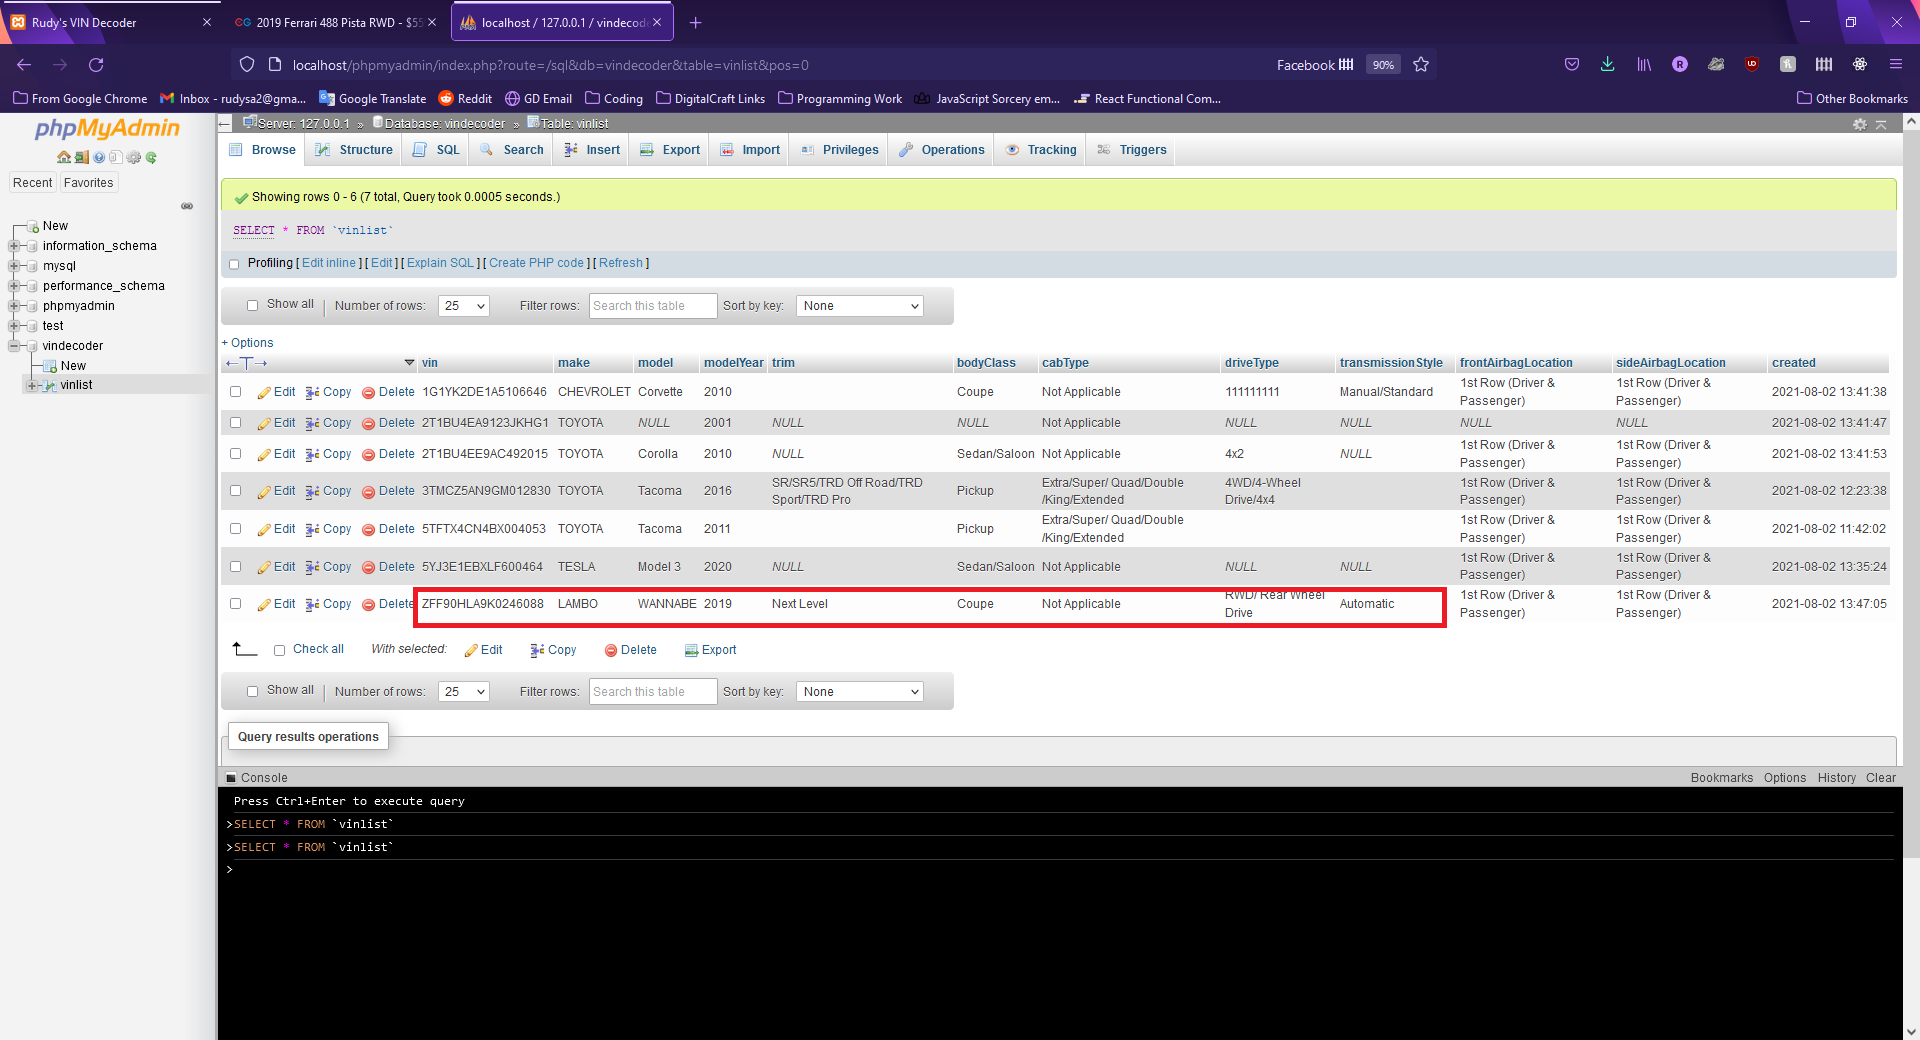 Rudy's VIN Decoder
2019 Ferrari 488 Pista RWD - $55
localhost / 127.0.0.1 / vindecod
localhost/phpmyadmin/index.php?route=/sql&db=vindecoder&table=vinlist&pos=0
Facebook
90%
From Google Chrome
Inbox - rudysa2@gma...
Google Translate
Reddit
GD Email
Coding
DigitalCraft Links
Programming Work
JavaScript Sorcery em...
React Functional Com...
Other Bookmarks
phpMyAdmin
Recent
Favorites
New
information_schema
mysql
performance_schema
phpmyadmin
test
vindecoder
New
vinlist
Server: 127.0.0.1 » Database: vindecoder » Table: vinlist
Browse Structure SQL Search Insert Export Import Privileges Operations Tracking Triggers
Showing rows 0 - 6 (7 total, Query took 0.0005 seconds.)
SELECT * FROM `vinlist`
Profiling [ Edit inline ] [ Edit ] [ Explain SQL ] [ Create PHP code ] [ Refresh ]
Show all Number of rows: 25 Filter rows: Search this table Sort by key: None
+ Options
←T→ vin make model modelYear trim bodyClass cabType driveType transmissionStyle frontAirbagLocation sideAirbagLocation created
Edit Copy Delete 1G1YK2DE1A5106646 CHEVROLET Corvette 2010 Coupe Not Applicable 111111111 Manual/Standard 1st Row (Driver & Passenger) 1st Row (Driver & Passenger) 2021-08-02 13:41:38
Edit Copy Delete 2T1BU4EA9123JKHG1 TOYOTA NULL 2001 NULL NULL Not Applicable NULL NULL NULL NULL 2021-08-02 13:41:47
Edit Copy Delete 2T1BU4EE9AC492015 TOYOTA Corolla 2010 NULL Sedan/Saloon Not Applicable 4x2 NULL 1st Row (Driver & Passenger) 1st Row (Driver & Passenger) 2021-08-02 13:41:53
Edit Copy Delete 3TMCZ5AN9GM012830 TOYOTA Tacoma 2016 SR/SR5/TRD Off Road/TRD Sport/TRD Pro Pickup Extra/Super/ Quad/Double /King/Extended 4WD/4-Wheel Drive/4x4 1st Row (Driver & Passenger) 1st Row (Driver & Passenger) 2021-08-02 12:23:38
Edit Copy Delete 5TFTX4CN4BX004053 TOYOTA Tacoma 2011 Pickup Extra/Super/ Quad/Double /King/Extended 1st Row (Driver & Passenger) 1st Row (Driver & Passenger) 2021-08-02 11:42:02
Edit Copy Delete 5YJ3E1EBXLF600464 TESLA Model 3 2020 NULL Sedan/Saloon Not Applicable NULL NULL 1st Row (Driver & Passenger) 1st Row (Driver & Passenger) 2021-08-02 13:35:24
Edit Copy Delete ZFF90HLA9K0246088 LAMBO WANNABE 2019 Next Level Coupe Not Applicable RWD/ Rear Wheel Drive Automatic 1st Row (Driver & Passenger) 1st Row (Driver & Passenger) 2021-08-02 13:47:05
Check all With selected: Edit Copy Delete Export
Show all Number of rows: 25 Filter rows: Search this table Sort by key: None
Query results operations
Console
Bookmarks Options History Clear
Press Ctrl+Enter to execute query
>SELECT * FROM `vinlist`
>SELECT * FROM `vinlist`
>